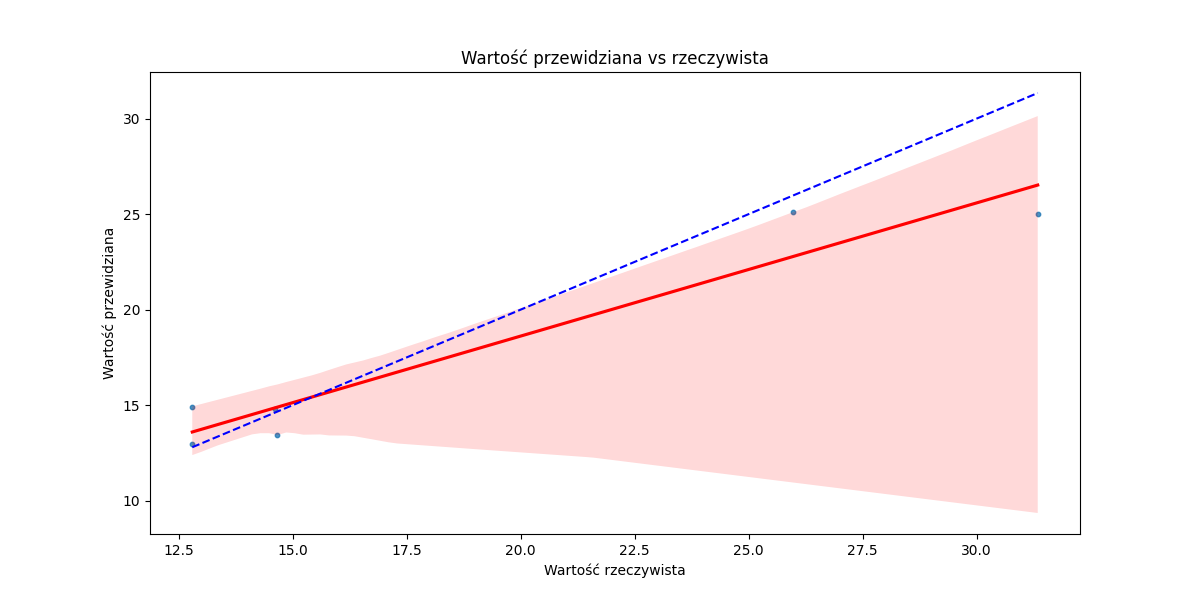 Wartość przewidziana vs rzeczywista
30
25
20
15
10
Wartość przewidziana
12.5 15.0 17.5 20.0 22.5 25.0 27.5 30.0
Wartość rzeczywista